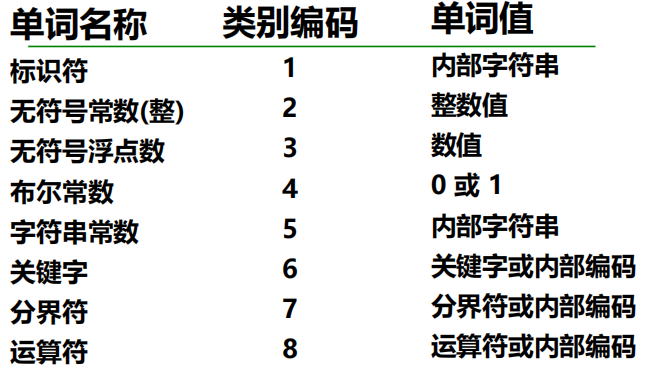 单词名称 类别编码 单词值
标识符 1 内部字符串
无符号常数(整) 2 整数值
无符号浮点数 3 数值
布尔常数 4 0 或 1
字符串常数 5 内部字符串
关键字 6 关键字或内部编码
分界符 7 分界符或内部编码
运算符 8 运算符或内部编码